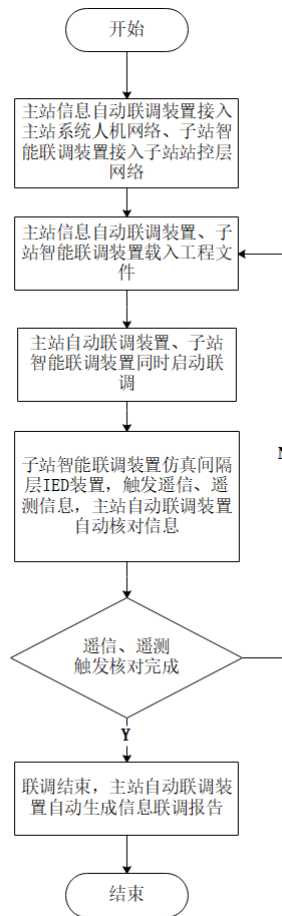 开始
主站信息自动联调装置接入
主站系统人机网络、子站智
能联调装置接入子站站控层
网络
主站信息自动联调装置、子
站智能联调装置载入工程文
件
主站自动联调装置、子站
智能联调装置同时启动联
调
子站智能联调装置仿真间隔
层IED装置，触发遥信、遥
测信息，主站自动联调装置
自动核对信息
N
遥信、遥测
触发核对完成
Y
联调结束，主站自动联调装
置自动生成信息联调报告
结束